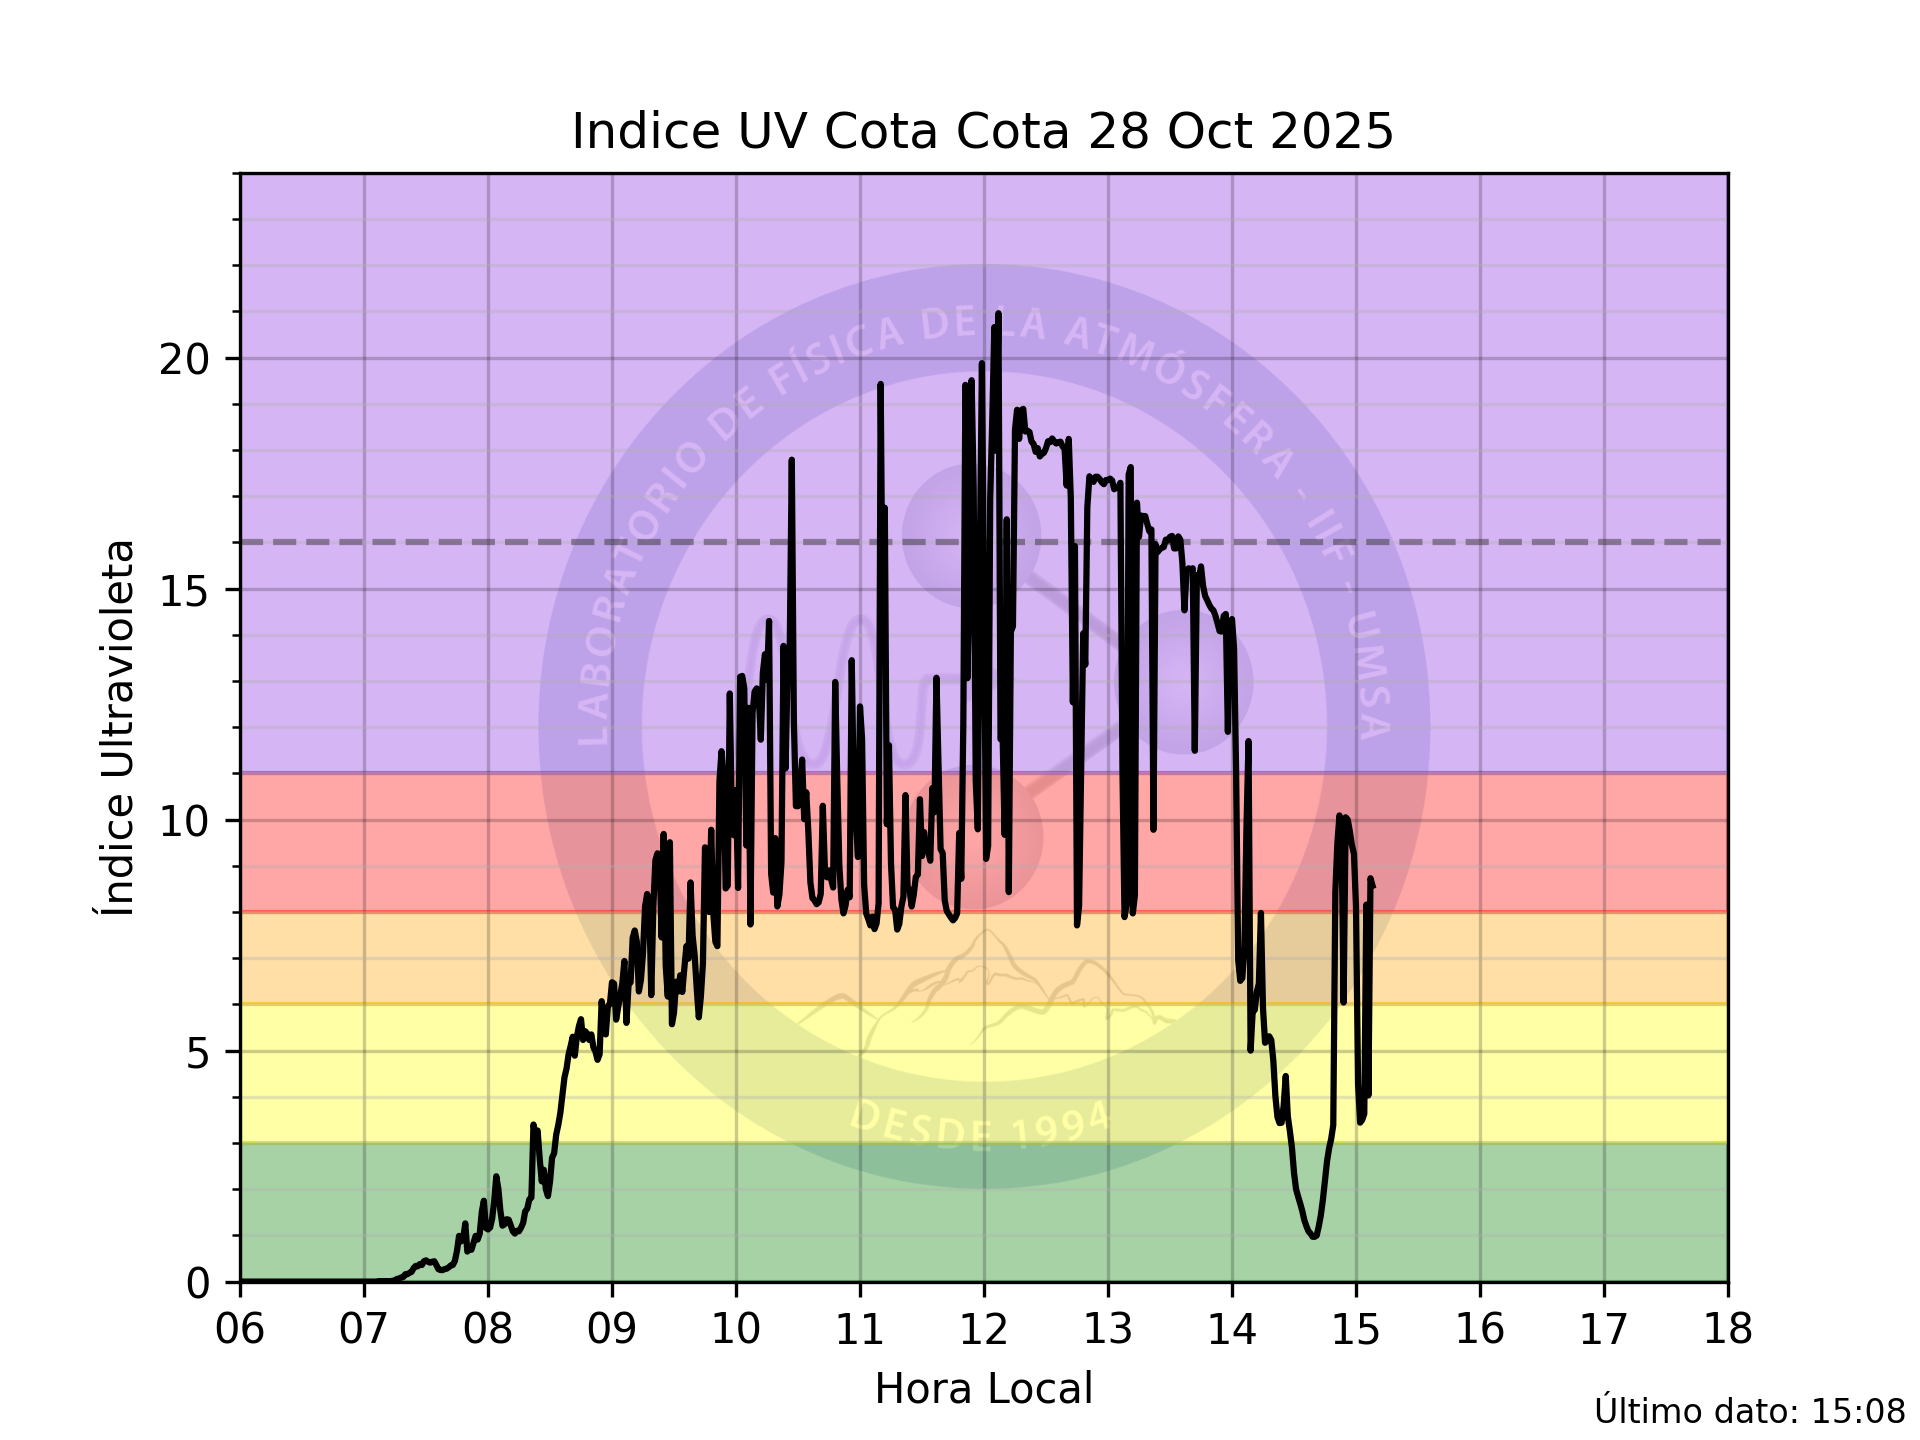 Indice UV Cota Cota 28 Oct 2025
Índice Ultravioleta
20
15
10
5
0
LABORATORIO DE FÍSICA DE LA ATMÓSFERA - IIF - UMSA
DESDE 1994
06 07 08 09 10 11 12 13 14 15 16 17 18
Hora Local
Último dato: 15:08